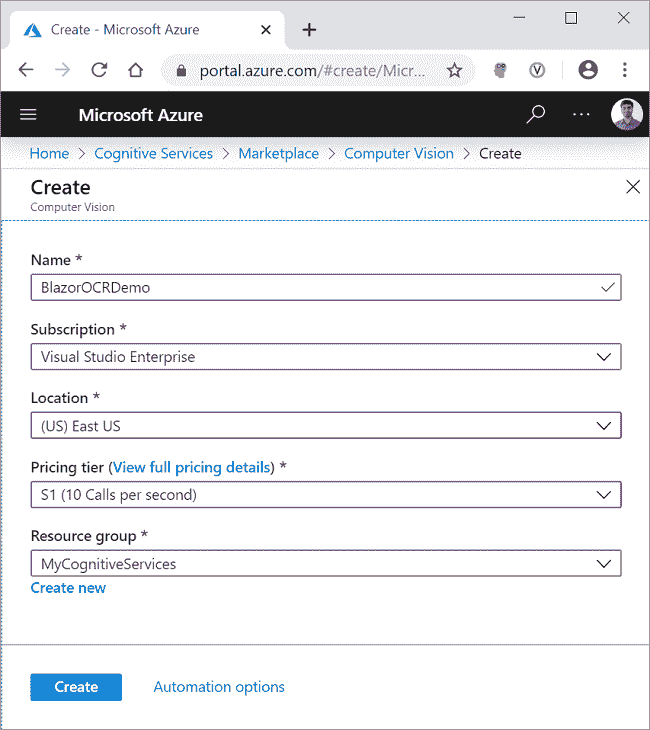 Create - Microsoft Azure
portal.azure.com/#create/Micr...
Microsoft Azure
Home > Cognitive Services > Marketplace > Computer Vision > Create
Create
Computer Vision
Name *
BlazorOCRDemo
Subscription *
Visual Studio Enterprise
Location *
(US) East US
Pricing tier (View full pricing details) *
S1 (10 Calls per second)
Resource group *
MyCognitiveServices
Create new
Create
Automation options